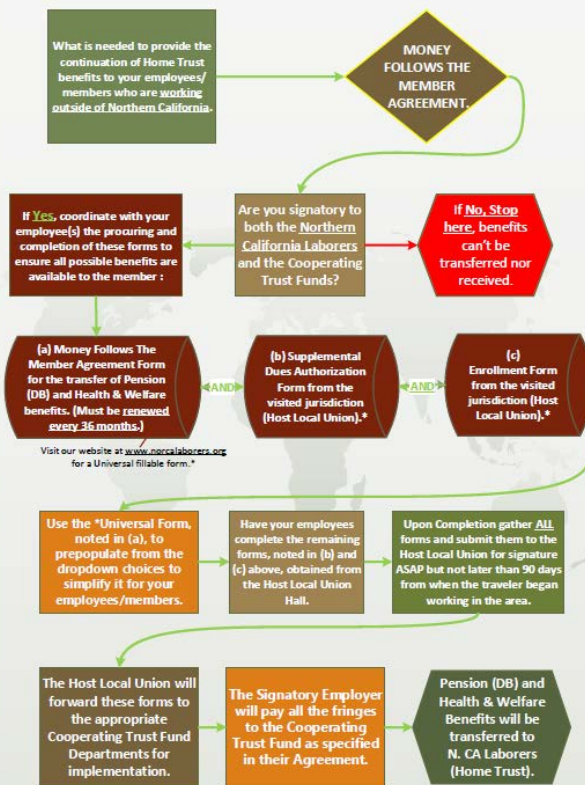 What is needed to provide the
continuation of Home Trust
benefits to your employees/
members who are working
outside of Northern California.
MONEY
FOLLOWS THE
MEMBER
AGREEMENT.
If Yes, coordinate with your
employee(s) the procuring and
completion of these forms to
ensure all possible benefits are
available to the member :
Are you signatory to
both the Northern
California Laborers
and the Cooperating
Trust Funds?
If No, Stop
here, benefits
can't be
transferred nor
received.
(a) Money Follows The
Member Agreement Form
for the transfer of Pension
(DB) and Health & Welfare
benefits. (Must be renewed
every 36 months.)
AND
(b) Supplemental
Dues Authorization
Form from the
visited jurisdiction
(Host Local Union).*
AND
(c)
Enrollment Form
from the visited
jurisdiction (Host
Local Union).*
Visit our website at www.norcalaborers.org
for a Universal fillable form.*
Use the *Universal Form,
noted in (a), to
prepopulate from the
dropdown choices to
simplify it for your
employees/members.
Have your employees
complete the remaining
forms, noted in (b) and
(c) above, obtained from
the Host Local Union
Hall.
Upon Completion gather ALL
forms and submit them to the
Host Local Union for signature
ASAP but not later than 90 days
from when the traveler began
working in the area.
The Host Local Union will
forward these forms to
the appropriate
Cooperating Trust Fund
Departments for
implementation.
The Signatory Employer
will pay all the fringes
to the Cooperating
Trust Fund as specified
in their Agreement.
Pension (DB) and
Health & Welfare
Benefits will be
transferred to
N. CA Laborers
(Home Trust).